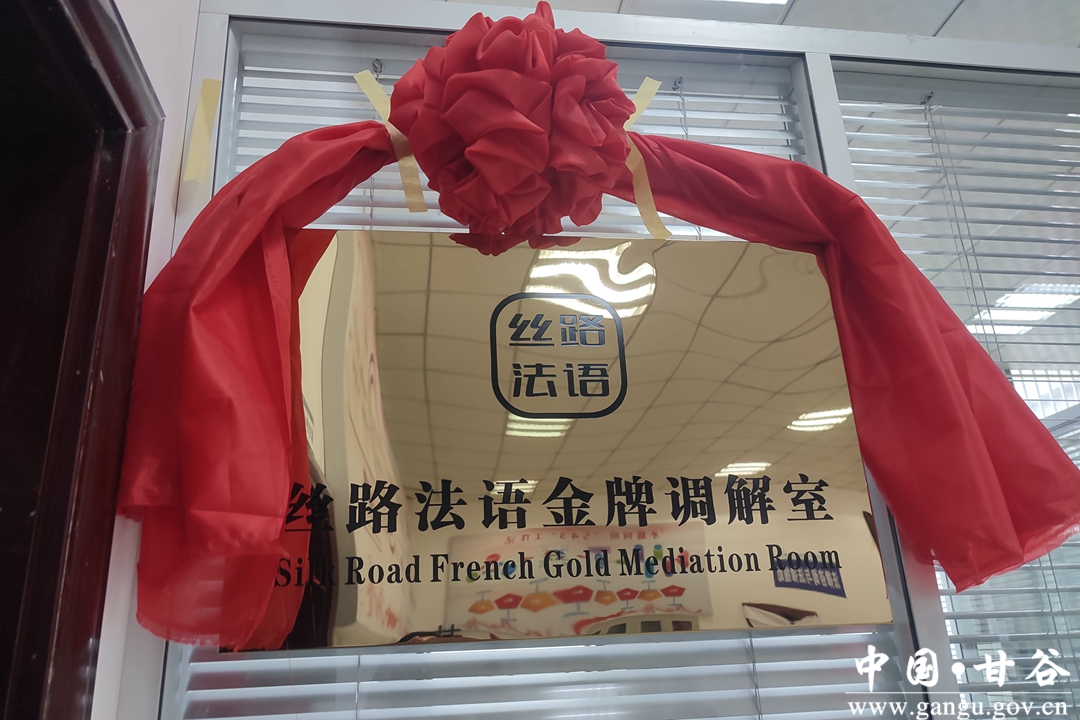 丝路
法语
丝路法语金牌调解室
Silk Road French Gold Mediation Room
中国·甘谷
www.gangu.gov.cn